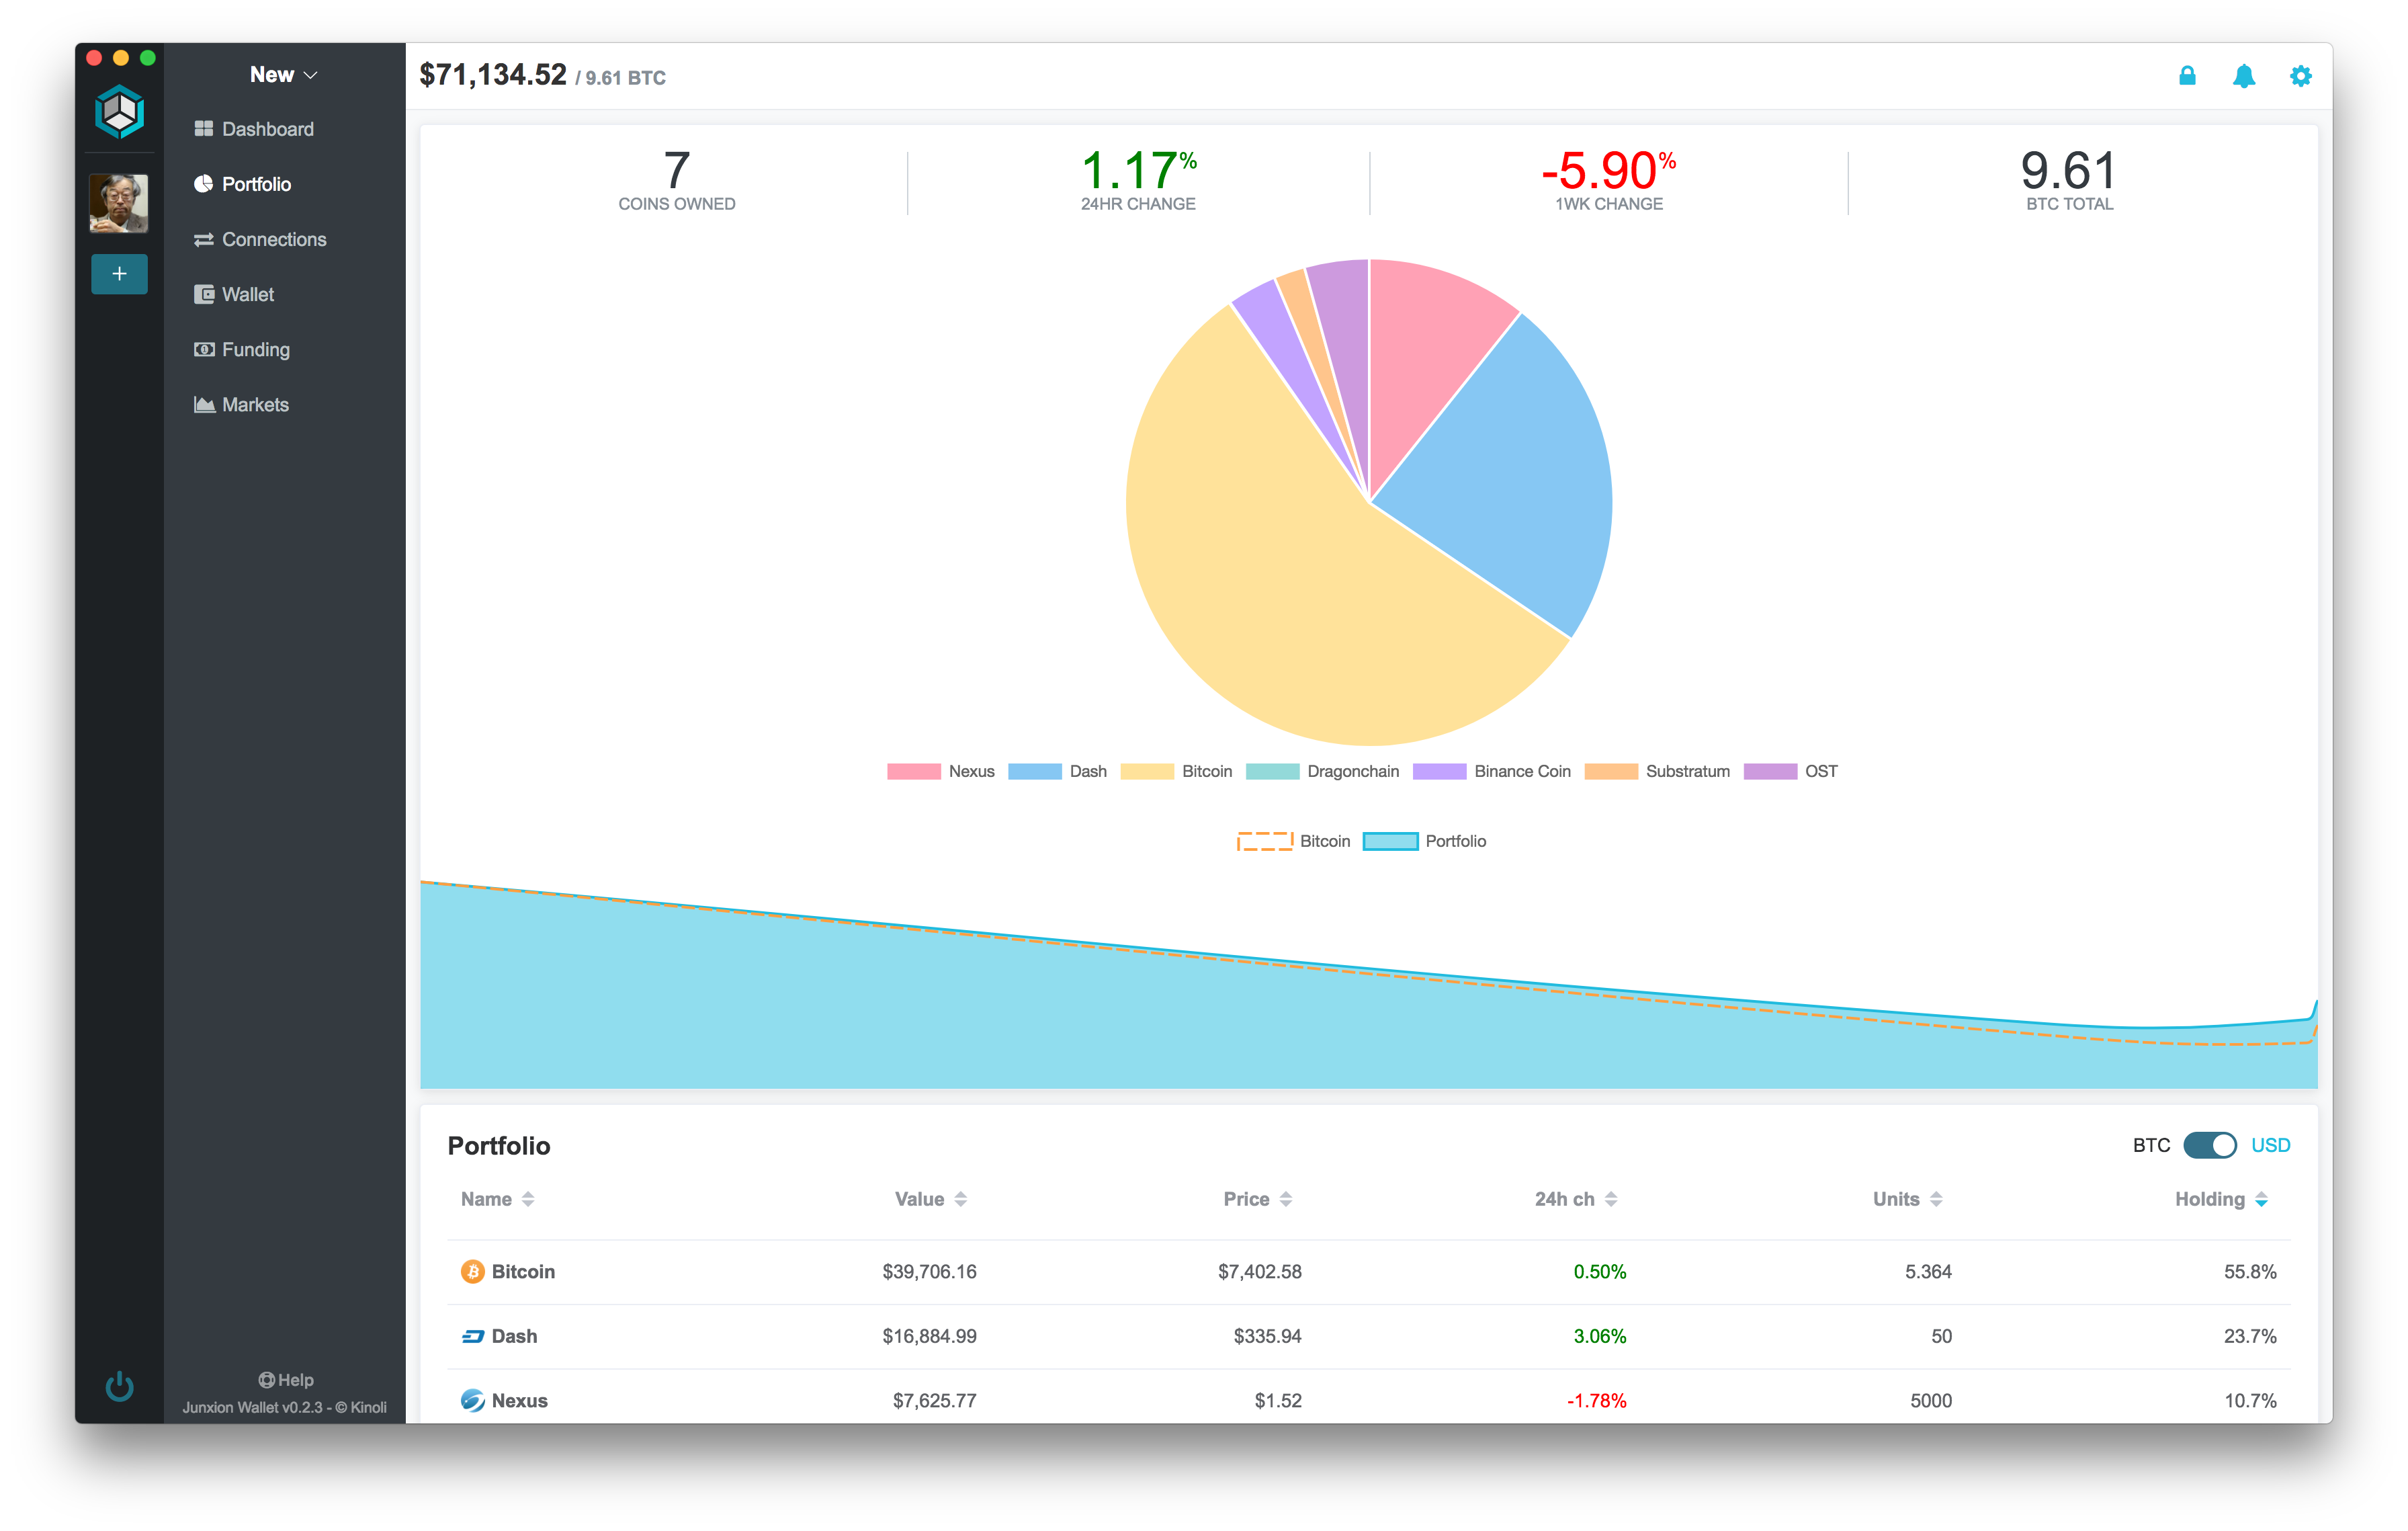 New
$71,134.52 / 9.61 BTC
Dashboard
Portfolio
Connections
Wallet
Funding
Markets
7
COINS OWNED
1.17%
24HR CHANGE
-5.90%
1WK CHANGE
9.61
BTC TOTAL
+
Nexus Dash Bitcoin Dragonchain Binance Coin Substratum OST
Bitcoin Portfolio
Portfolio
BTC USD
Name Value Price 24h ch Units Holding
Bitcoin $39,706.16 $7,402.58 0.50% 5.364 55.8%
Dash $16,884.99 $335.94 3.06% 50 23.7%
Nexus $7,625.77 $1.52 -1.78% 5000 10.7%
Help
Junxion Wallet v0.2.3 - © Kinoli